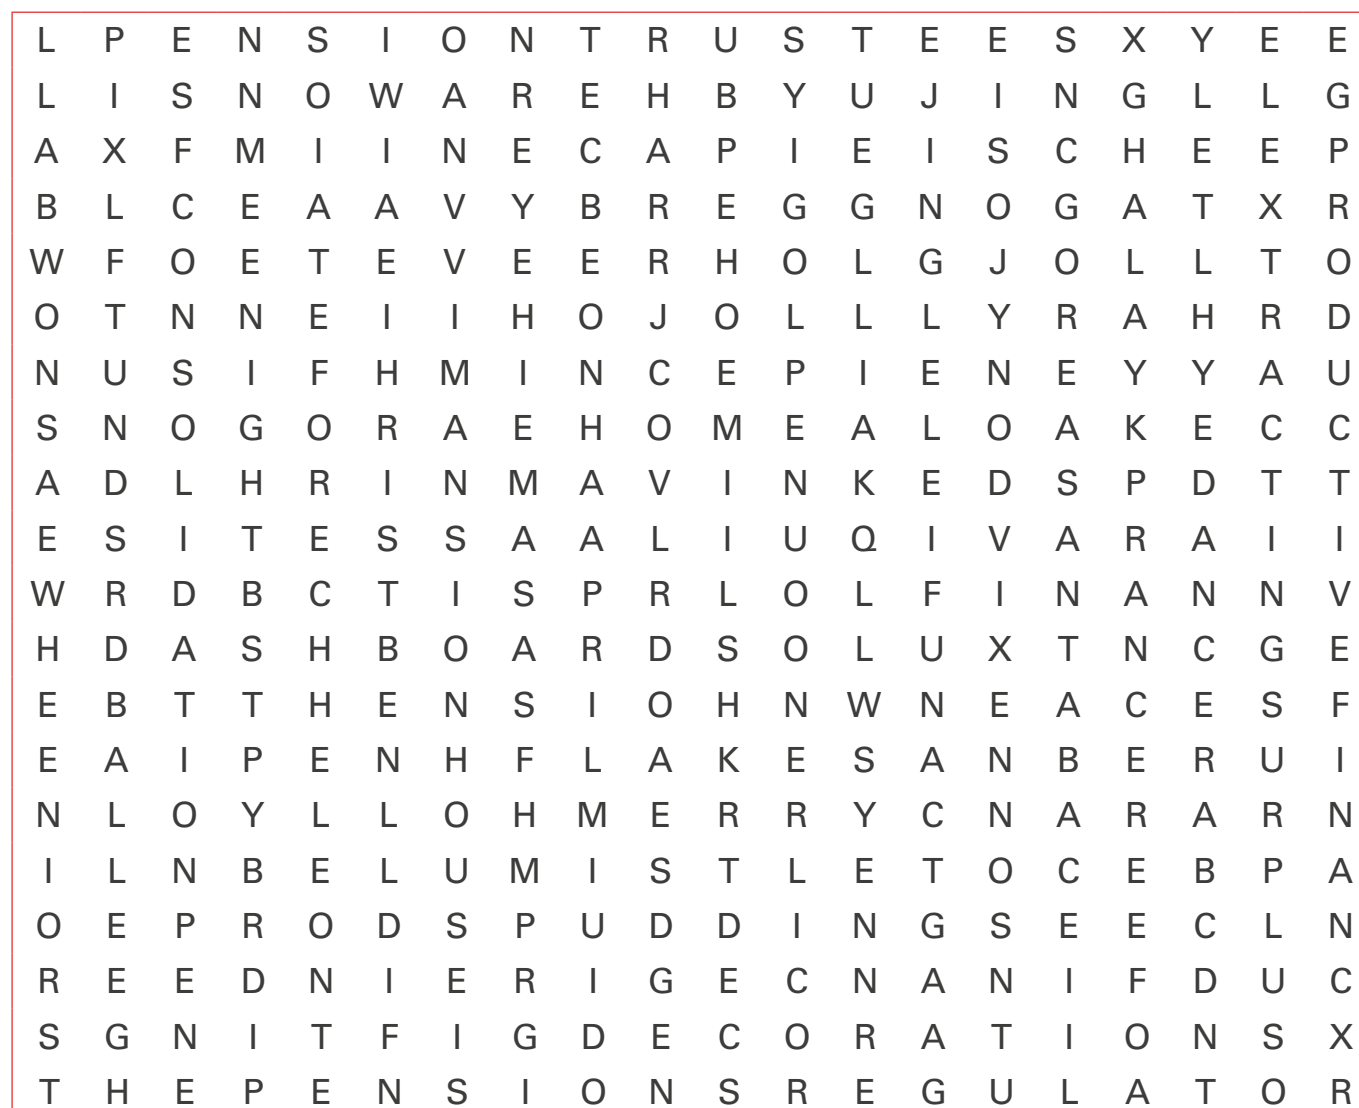 L P E N S I O N T R U S T E E S X Y E E
L I S N O W A R E H B Y U J I N G L L G
A X F M I I N E C A P I E I S C H E E P
B L C E A A V Y B R E G G N O G A T X R
W F O E T E V E E R H O L G J O L L T O
O T N N E I I H O J O L L L Y R A H R D
N U S I F H M I N C E P I E N E Y Y A U
S N O G O R A E H O M E A L O A K E C C
A D L H R I N M A V I N K E D S P D T T
E S I T E S S A A L I U Q I V A R A I I
W R D B C T I S P R L O L F I N A N N V
H D A S H B O A R D S O L U X T N C G E
E B T T H E N S I O H N W N E A C E S F
E A I P E N H F L A K E S A N B E R U I
N L O Y L L O H M E R R Y C N A R A R N
I L N B E L U M I S T L E T O C E B P A
O E P R O D S P U D D I N G S E E C L N
R E E D N I E R I G E C N A N I F D U C
S G N I T F I G D E C O R A T I O N S X
T H E P E N S I O N S R E G U L A T O R